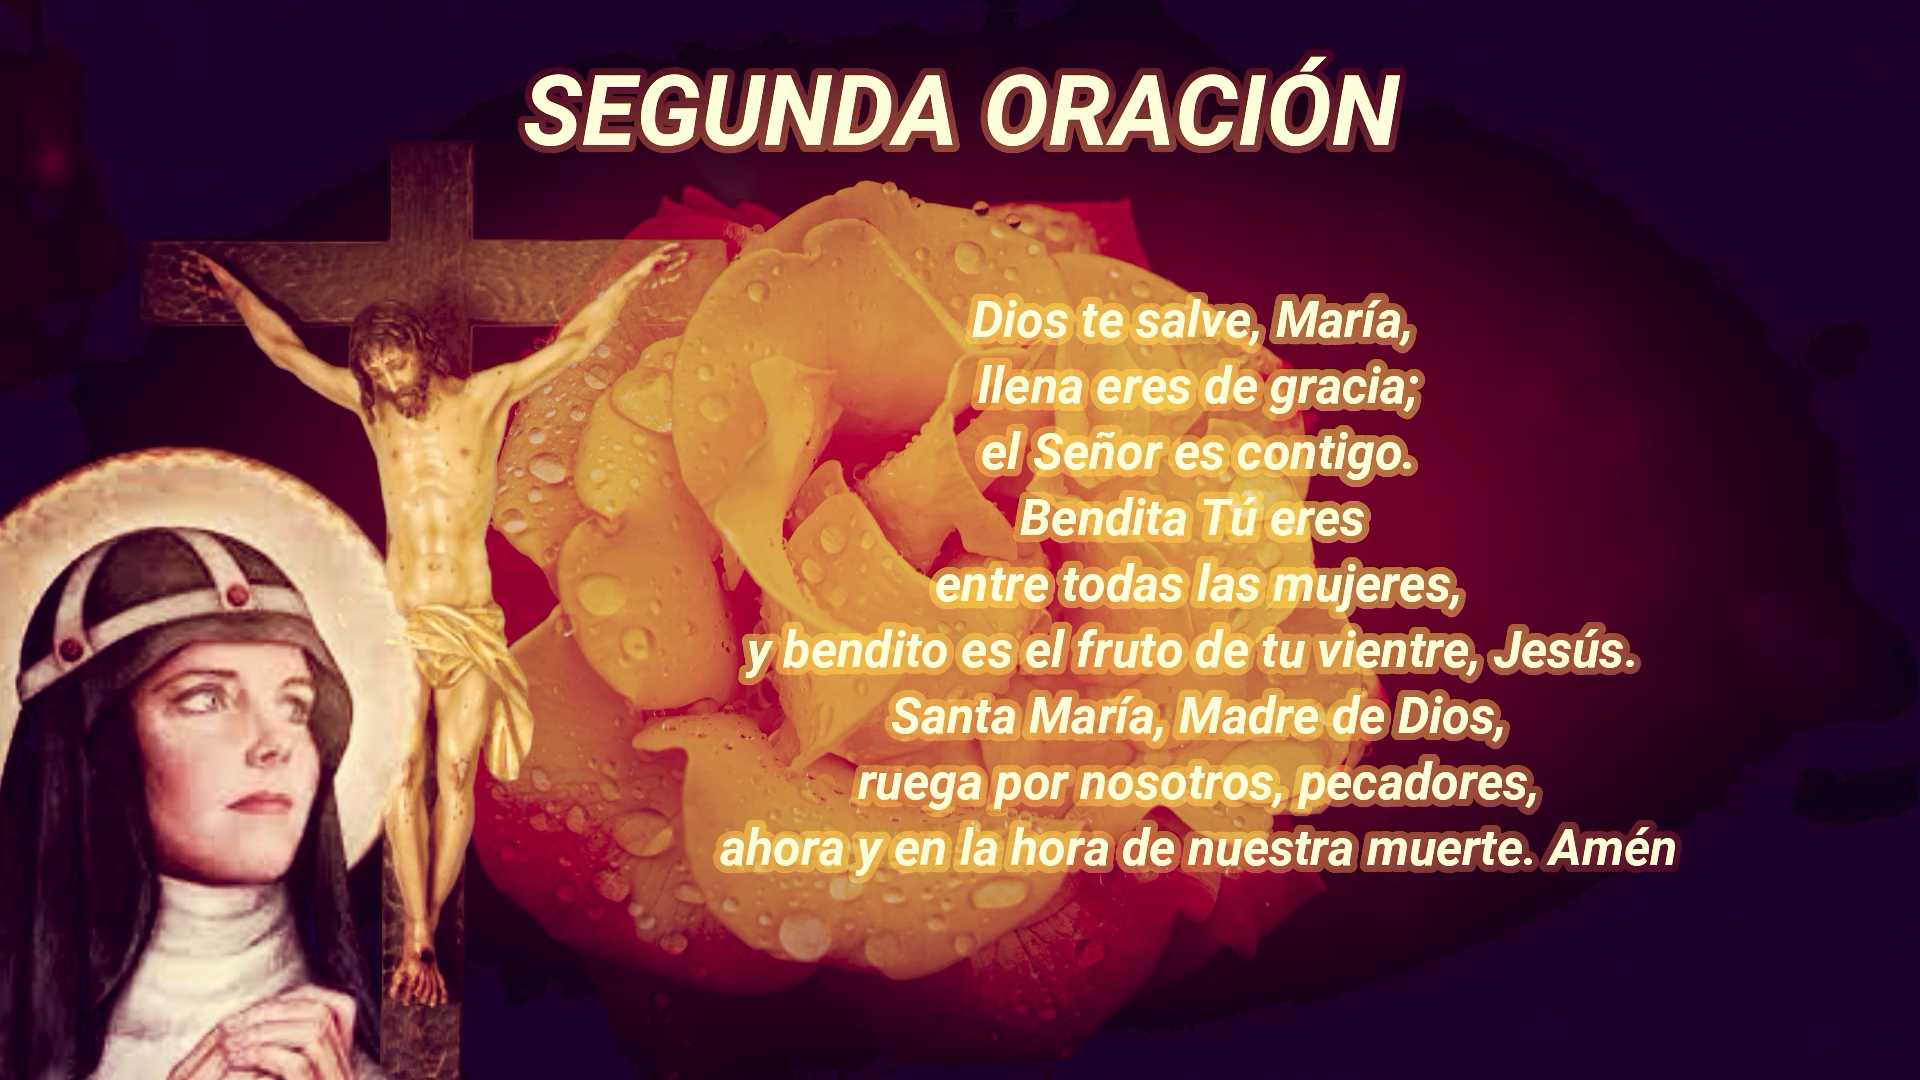 SEGUNDA ORACIÓN
Dios te salve, María,
llena eres de gracia;
el Señor es contigo.
Bendita Tú eres
entre todas las mujeres,
y bendito es el fruto de tu vientre, Jesús.
Santa María, Madre de Dios,
ruega por nosotros, pecadores,
ahora y en la hora de nuestra muerte. Amén